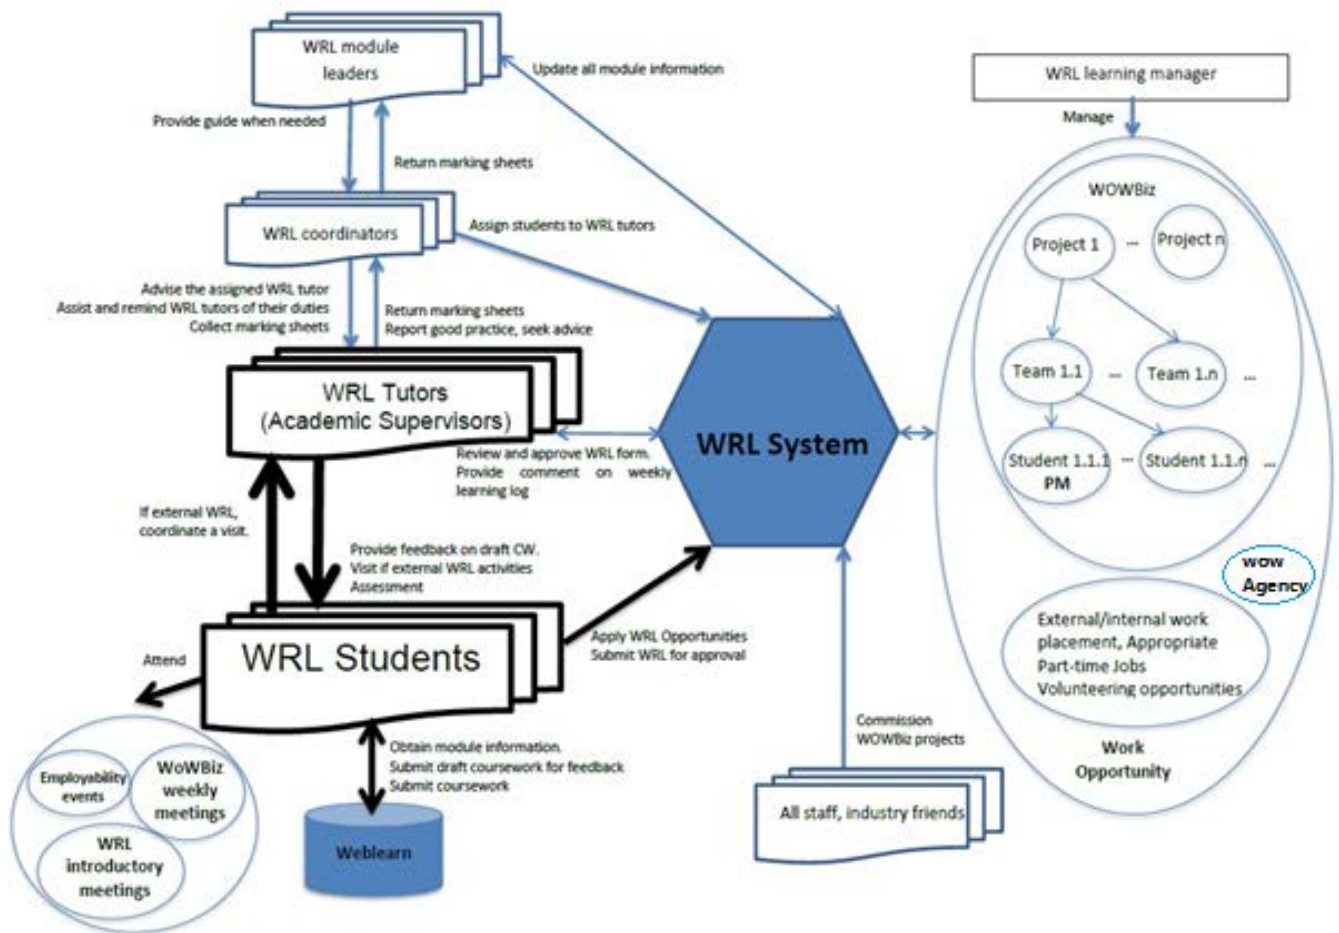 WRL module
leaders
Update all module information
Provide guide when needed
Return marking sheets
WRL coordinators
Assign students to WRL tutors
Advise the assigned WRL tutor
Assist and remind WRL tutors of their duties
Collect marking sheets
Return marking sheets
Report good practice, seek advice
WRL Tutors
(Academic Supervisors)
Review and approve WRL form.
Provide comment on weekly
learning log
WRL System
If external WRL,
coordinate a visit.
Provide feedback on draft CW.
Visit if external WRL activities
Assessment
WRL Students
Apply WRL Opportunities
Submit WRL for approval
Attend
Employability
events
WoWBiz
weekly
meetings
WRL
introductory
meetings
Obtain module information.
Submit draft coursework for feedback
Submit coursework
Weblearn
Commission
WOWBiz projects
All staff, industry friends
WRL learning manager
Manage
WOWBiz
Project 1 ... Project n
Team 1.1 ... Team 1.n ...
Student 1.1.1 ... Student 1.1.n ...
PM
wow
Agency
External/internal work
placement, Appropriate
Part-time Jobs
Volunteering opportunities
Work
Opportunity